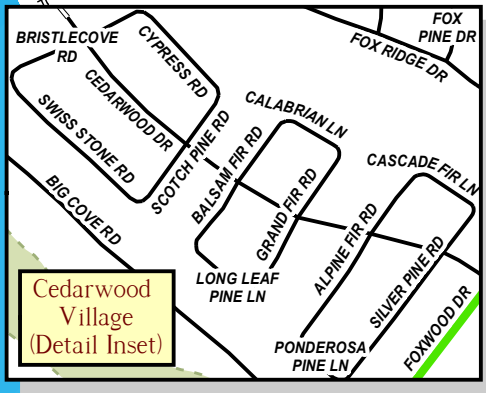 FOX
PINE DR
BRISTLECOVE
RD
CYPRESS RD
FOX RIDGE DR
CEDARWOOD DR
SWISS STONE RD
SCOTCH PINE RD
CALABRIAN LN
BALSAM FIR RD
GRAND FIR RD
CASCADE FIR LN
BIG COVE RD
ALPINE FIR RD
SILVER PINE RD
LONG LEAF
PINE LN
FOXWOOD DR
PONDEROSA
PINE LN
Cedarwood
Village
(Detail Inset)